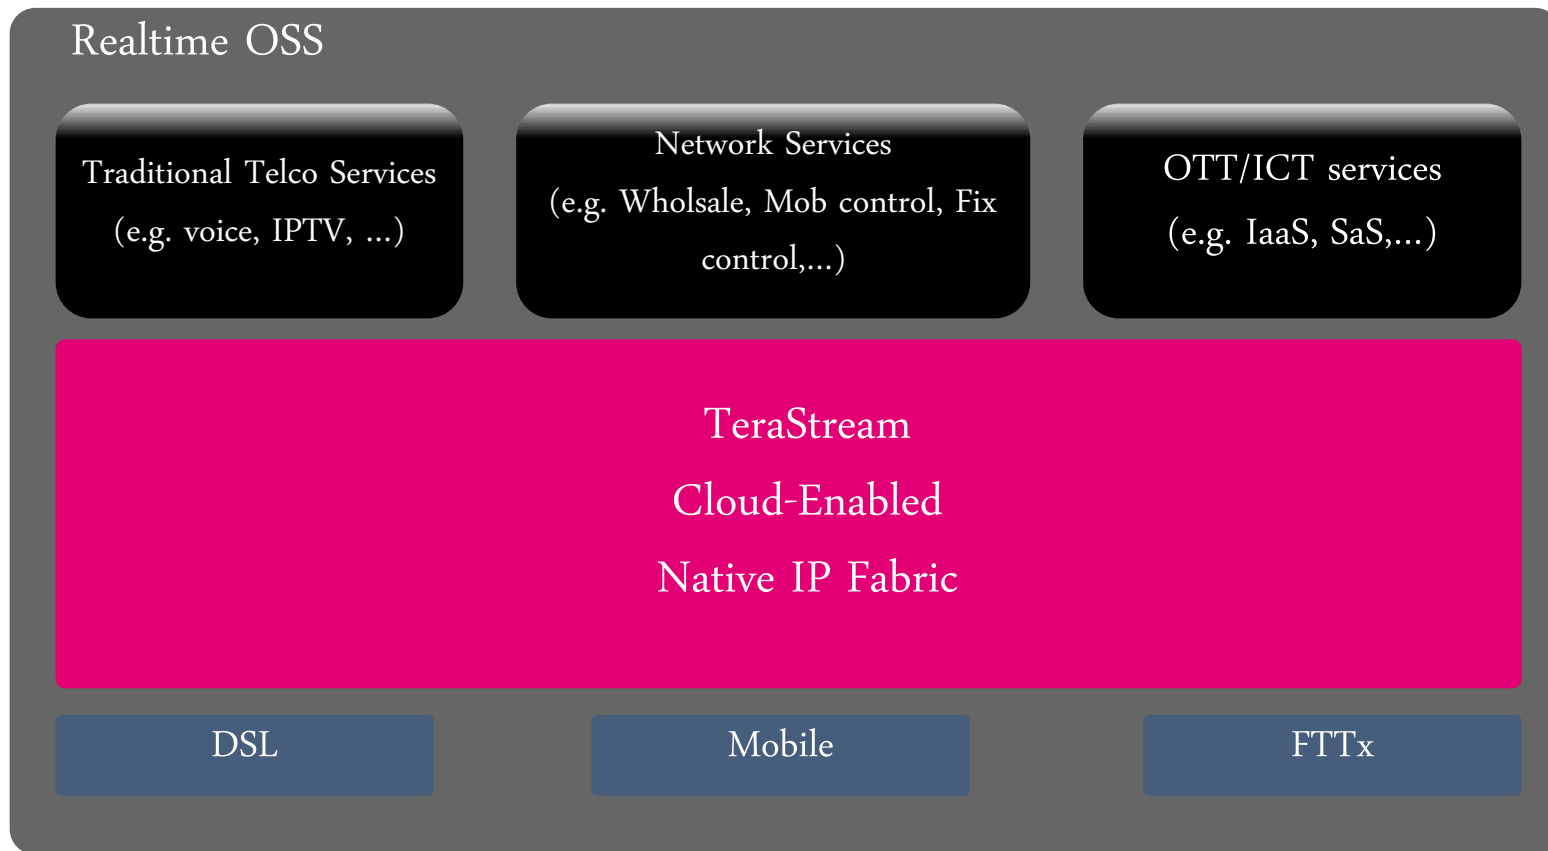 Realtime OSS
Traditional Telco Services
(e.g. voice, IPTV, ...)
Network Services
(e.g. Wholsale, Mob control, Fix
control,...)
OTT/ICT services
(e.g. IaaS, SaS,...)
TeraStream
Cloud-Enabled
Native IP Fabric
DSL
Mobile
FTTx